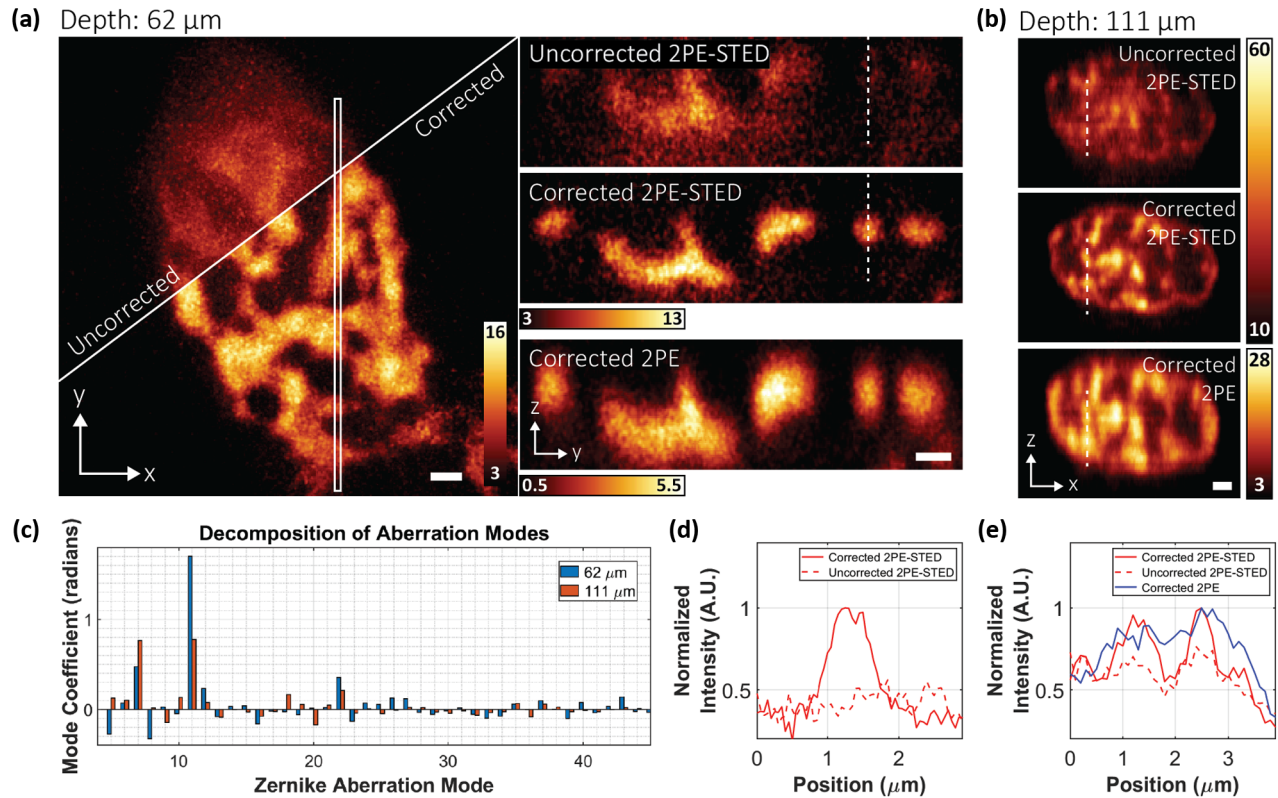 (a) Depth: 62 μm
Uncorrected
Corrected
y
x
16
3
Uncorrected 2PE-STED
Corrected 2PE-STED
3 13
Corrected 2PE
z
y
0.5 5.5
(b) Depth: 111 μm
Uncorrected
2PE-STED
60
10
Corrected
2PE-STED
Corrected
2PE
28
3
z
x
(c) Decomposition of Aberration Modes
Mode Coefficient (radians)
1
0
62 μm
111 μm
10 20 30 40
Zernike Aberration Mode
(d)
Normalized
Intensity (A.U.)
Corrected 2PE-STED
Uncorrected 2PE-STED
1
0.5
0 1 2
Position (μm)
(e)
Normalized
Intensity (A.U.)
Corrected 2PE-STED
Uncorrected 2PE-STED
Corrected 2PE
1
0.5
0 1 2 3
Position (μm)